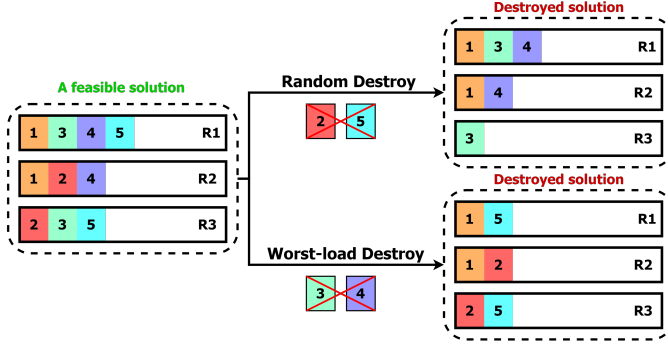 A feasible solution
1 3 4 5 R1
1 2 4 R2
2 3 5 R3
Random Destroy
2 5
Worst-load Destroy
3 4
Destroyed solution
1 3 4 R1
1 4 R2
3 R3
Destroyed solution
1 5 R1
1 2 R2
2 5 R3